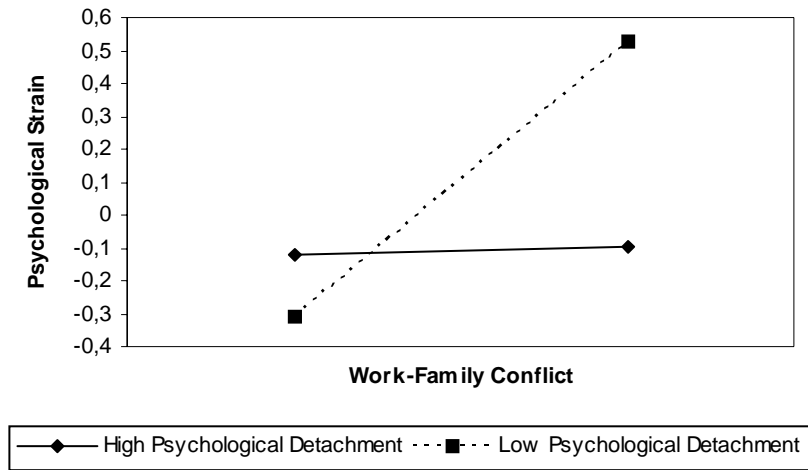 0,6
0,5
0,4
0,3
0,2
0,1
0
-0,1
-0,2
-0,3
-0,4
Psychological Strain
Work-Family Conflict
High Psychological Detachment
Low Psychological Detachment